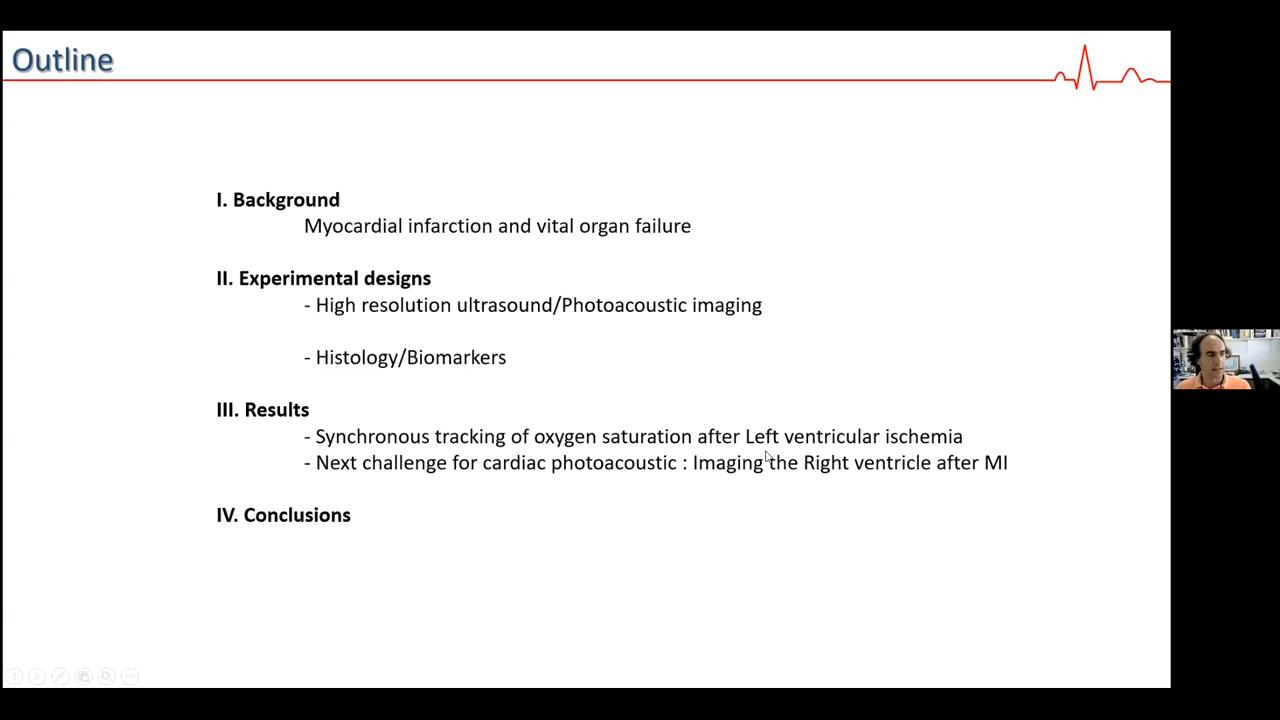 Outline
I. Background
Myocardial infarction and vital organ failure
II. Experimental designs
- High resolution ultrasound/Photoacoustic imaging
- Histology/Biomarkers
III. Results
- Synchronous tracking of oxygen saturation after Left ventricular ischemia
- Next challenge for cardiac photoacoustic : Imaging the Right ventricle after MI
IV. Conclusions